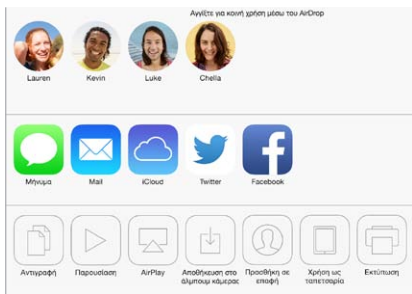 Αγγίξτε για κοινή χρήση μέσω του AirDrop
Lauren Kevin Luke Chella
Μήνυμα Mail iCloud Twitter Facebook
Αντιγραφή Παρουσίαση AirPlay Αποθήκευση στο Προσθήκη σε Χρήση ως Εκτύπωση
άλμπουμ κάμερας επαφή ταπετσαρία